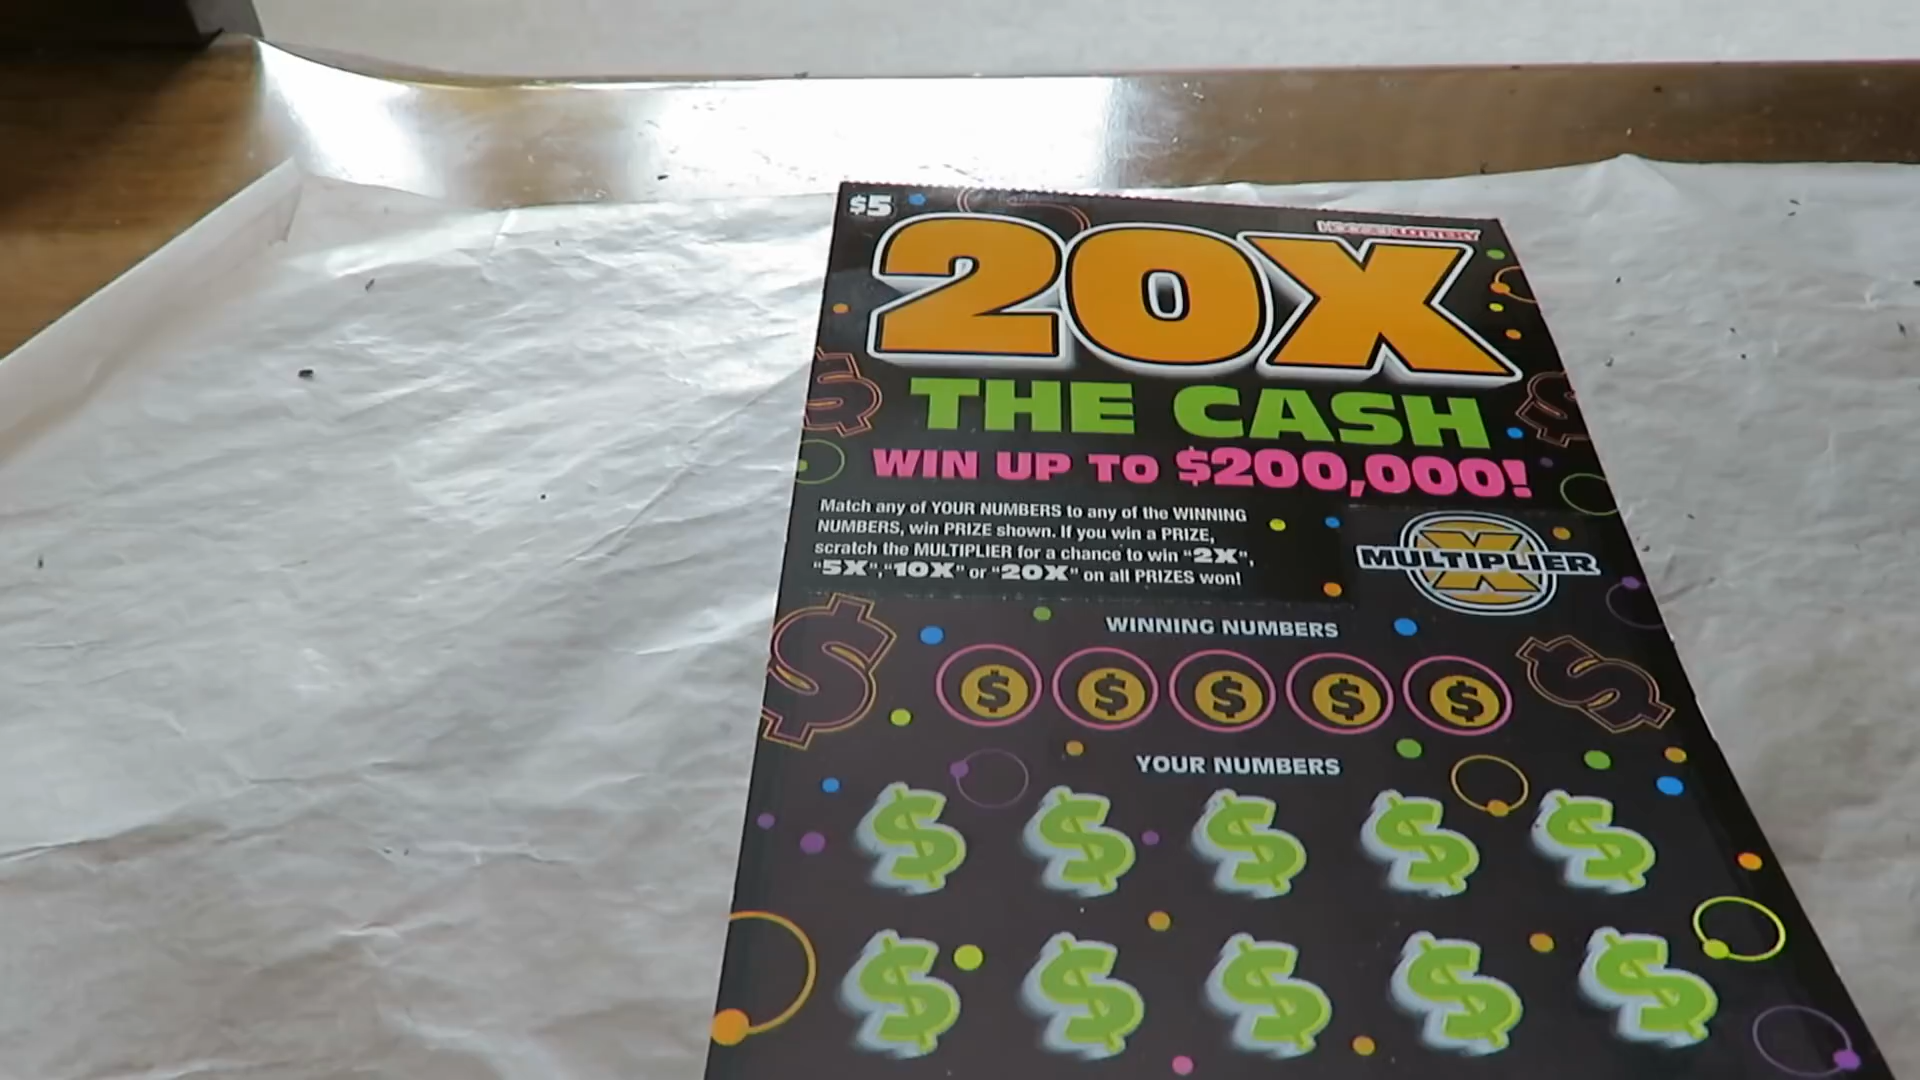 $5
HOOSIER LOTTERY
20X
THE CASH
WIN UP TO $200,000!
Match any of YOUR NUMBERS to any of the WINNING
NUMBERS, win PRIZE shown. If you win a PRIZE,
scratch the MULTIPLIER for a chance to win "2X",
"5X","10X" or "20X" on all PRIZES won!
X
MULTIPLIER
WINNING NUMBERS
$ $ $ $ $
YOUR NUMBERS
$ $ $ $ $
$ $ $ $ $